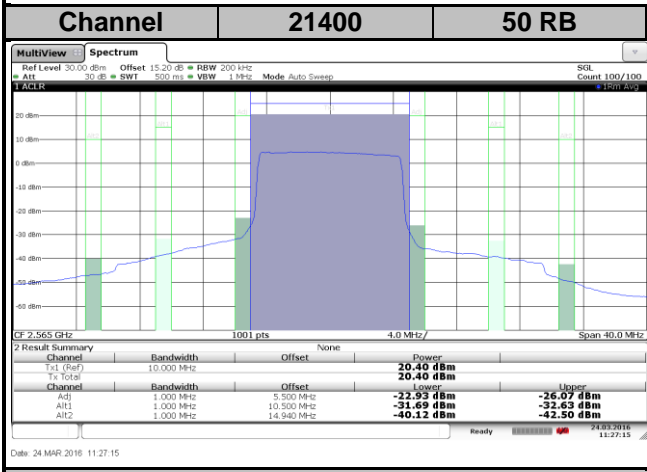 Channel 21400 50 RB
MultiView Spectrum
Ref Level 30.00 dBm Offset 15.20 dB RBW 200 kHz SGL
Att 30 dB SWT 500 ms VBW 1 MHz Mode Auto Sweep Count 100/100
1 ACLR 1Rm Avg
20 dBm
10 dBm
0 dBm
-10 dBm
-20 dBm
-30 dBm
-40 dBm
-50 dBm
-60 dBm
CF 2.565 GHz 1001 pts 4.0 MHz/ Span 40.0 MHz
2 Result Summary None
Channel Bandwidth Offset Power
Tx1 (Ref) 10.000 MHz 20.40 dBm
Tx Total 20.40 dBm
Channel Bandwidth Offset Lower Upper
Adj 1.000 MHz 5.500 MHz -22.93 dBm -26.07 dBm
Alt1 1.000 MHz 10.500 MHz -31.69 dBm -32.63 dBm
Alt2 1.000 MHz 14.940 MHz -40.12 dBm -42.50 dBm
Ready 24.03.2016
11:27:15
Date: 24.MAR.2016 11:27:15